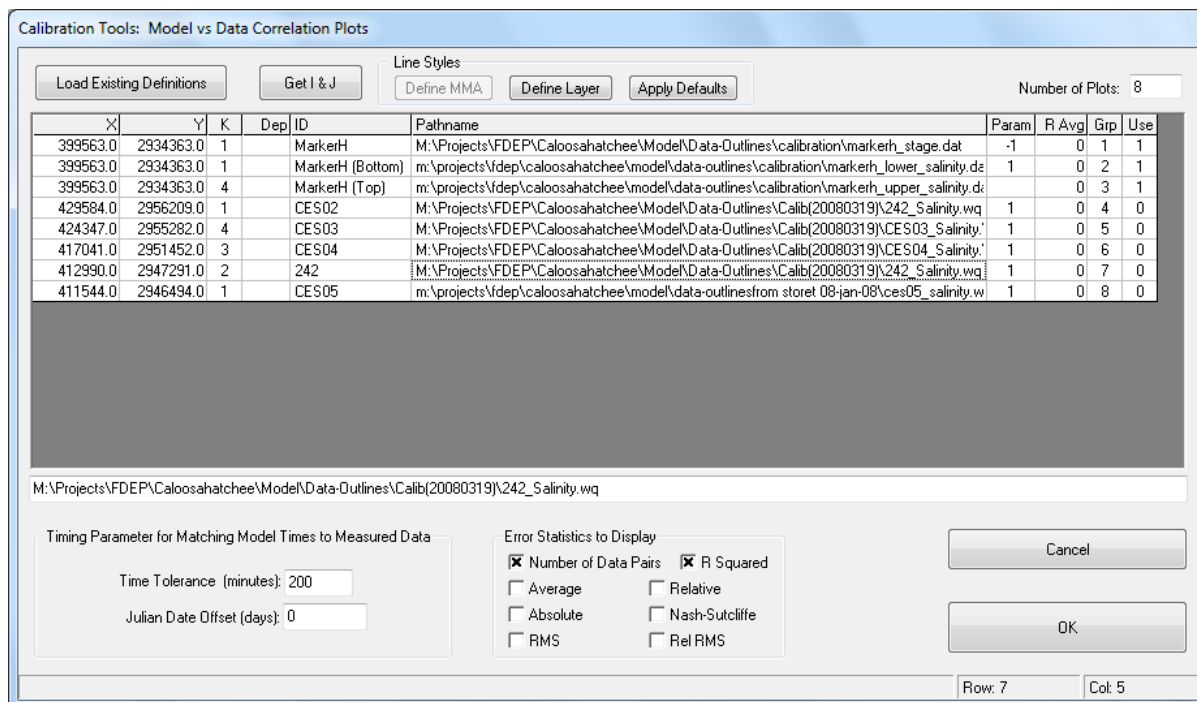 Calibration Tools: Model vs Data Correlation Plots
Line Styles
Load Existing Definitions Get I & J Define MMA Define Layer Apply Defaults Number of Plots: 8
X Y K Dep ID Pathname Param R Avg Grp Use
399563.0 2934363.0 1 MarkerH M:\Projects\FDEP\Caloosahatchee\Model\Data-Outlines\calibration\markerh_stage.dat -1 0 1 1
399563.0 2934363.0 1 MarkerH (Bottom) m:\projects\fdep\caloosahatchee\model\data-outlines\calibration\markerh_lower_salinity.da 1 0 2 1
399563.0 2934363.0 4 MarkerH (Top) m:\projects\fdep\caloosahatchee\model\data-outlines\calibration\markerh_upper_salinity.da 0 3 1
429584.0 2956209.0 1 CES02 M:\Projects\FDEP\Caloosahatchee\Model\Data-Outlines\Calib(20080319)\242_Salinity.wq 1 0 4 0
424347.0 2955282.0 4 CES03 M:\Projects\FDEP\Caloosahatchee\Model\Data-Outlines\Calib(20080319)\CES03_Salinity. 1 0 5 0
417041.0 2951452.0 3 CES04 M:\Projects\FDEP\Caloosahatchee\Model\Data-Outlines\Calib(20080319)\CES04_Salinity. 1 0 6 0
412990.0 2947291.0 2 242 M:\Projects\FDEP\Caloosahatchee\Model\Data-Outlines\Calib(20080319)\242_Salinity.wq 1 0 7 0
411544.0 2946494.0 1 CES05 m:\projects\fdep\caloosahatchee\model\data-outlinesfrom storet 08-jan-08\ces05_salinity.w 1 0 8 0
M:\Projects\FDEP\Caloosahatchee\Model\Data-Outlines\Calib(20080319)\242_Salinity.wq
Timing Parameter for Matching Model Times to Measured Data
Time Tolerance (minutes): 200
Julian Date Offset (days): 0
Error Statistics to Display
Number of Data Pairs R Squared
Average Relative
Absolute Nash-Sutcliffe
RMS Rel RMS
Cancel
OK
Row: 7 Col: 5